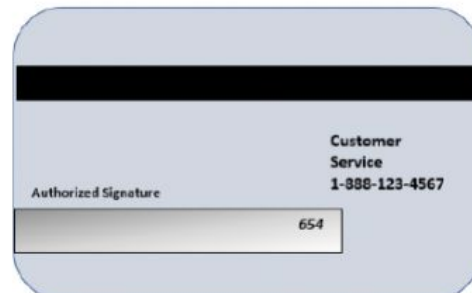 Customer
Service
1-888-123-4567
Authorized Signature
654